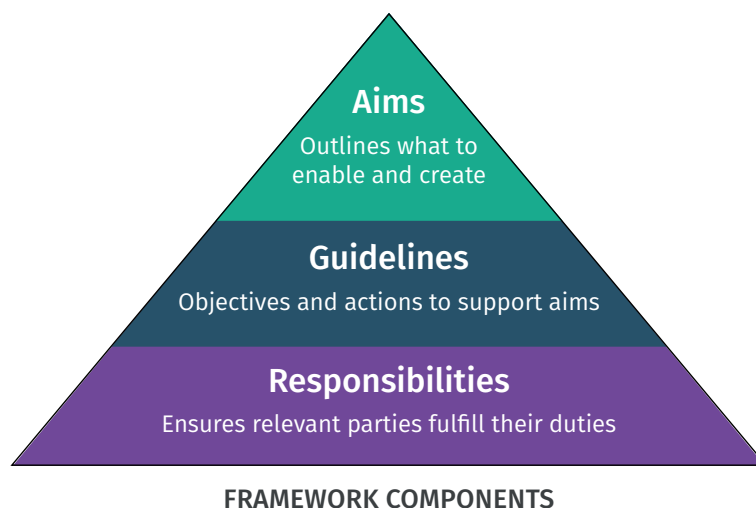 Aims
Outlines what to
enable and create
Guidelines
Objectives and actions to support aims
Responsibilities
Ensures relevant parties fulfill their duties
FRAMEWORK COMPONENTS